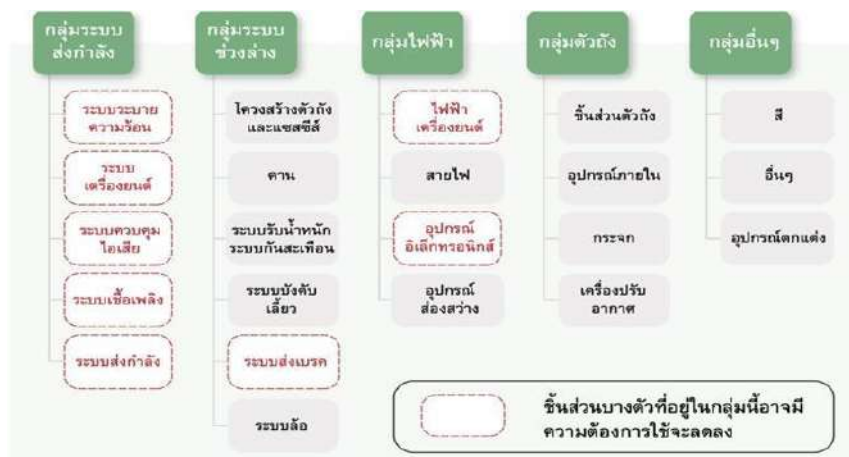 กลุ่มระบบ
ส่งกำลัง
ระบบระบาย
ความร้อน
ระบบ
เครื่องยนต์
ระบบควบคุม
ไอเสีย
ระบบเชื้อเพลิง
ระบบส่งกำลัง
กลุ่มระบบ
ช่วงล่าง
โครงสร้างตัวถัง
และแชสซีส์
คาน
ระบบรับน้ำหนัก
ระบบกันสะเทือน
ระบบบังคับ
เลี้ยว
ระบบส่งเบรค
ระบบล้อ
กลุ่มไฟฟ้า
ไฟฟ้า
เครื่องยนต์
สายไฟ
อุปกรณ์
อิเล็กทรอนิกส์
อุปกรณ์
ส่องสว่าง
กลุ่มตัวถัง
ชิ้นส่วนตัวถัง
อุปกรณ์ภายใน
กระจก
เครื่องปรับ
อากาศ
กลุ่มอื่นๆ
สี
อื่นๆ
อุปกรณ์ตกแต่ง
ชิ้นส่วนบางตัวที่อยู่ในกลุ่มนี้อาจมี
ความต้องการใช้จะลดลง